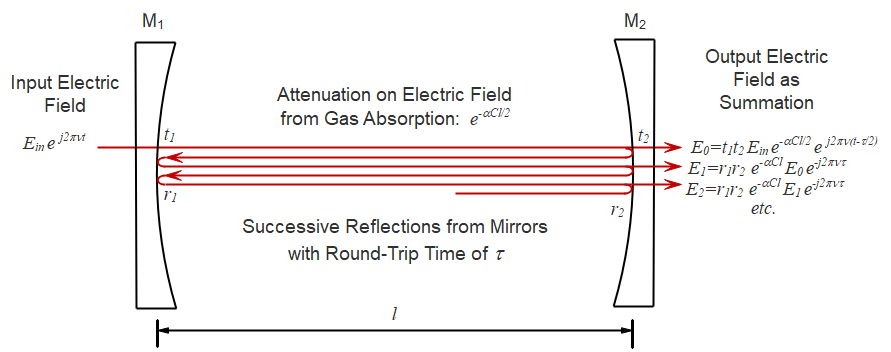 M₁
M₂
Input Electric
Field
E_in e^{j2πνt}
Attenuation on Electric Field
from Gas Absorption: e^{-αCl/2}
Output Electric
Field as
Summation
t₁
t₂
E₀=t₁t₂ E_in e^{-αCl/2} e^{j2πν(t-τ/2)}
E₁=r₁r₂ e^{-αCl} E₀ e^{-j2πντ}
E₂=r₁r₂ e^{-αCl} E₁ e^{-j2πντ}
etc.
r₁
r₂
Successive Reflections from Mirrors
with Round-Trip Time of τ
l